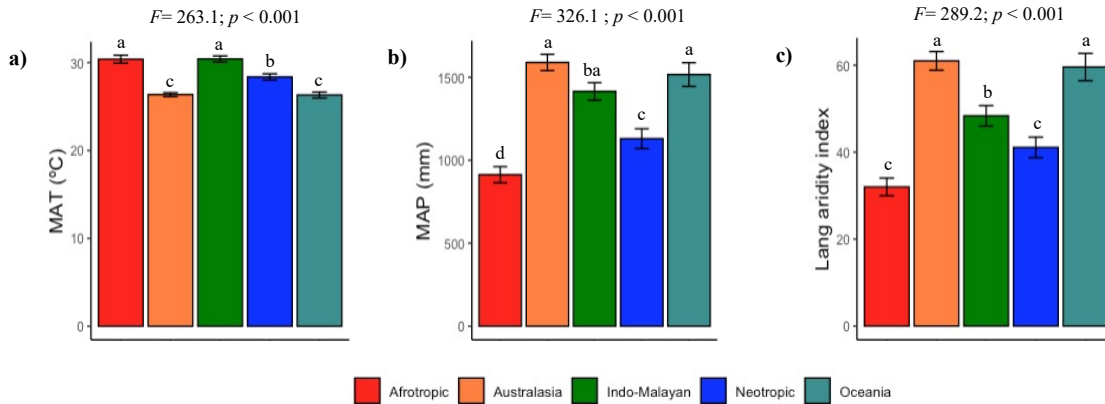 F= 263.1; p < 0.001
a)
a
c
a
b
c
MAT (ºC)
30
20
10
0
F= 326.1 ; p < 0.001
b)
d
a
ba
c
a
MAP (mm)
1500
1000
500
0
F= 289.2; p < 0.001
c)
c
a
b
c
a
Lang aridity index
60
40
20
0
Afrotropic Australasia Indo-Malayan Neotropic Oceania